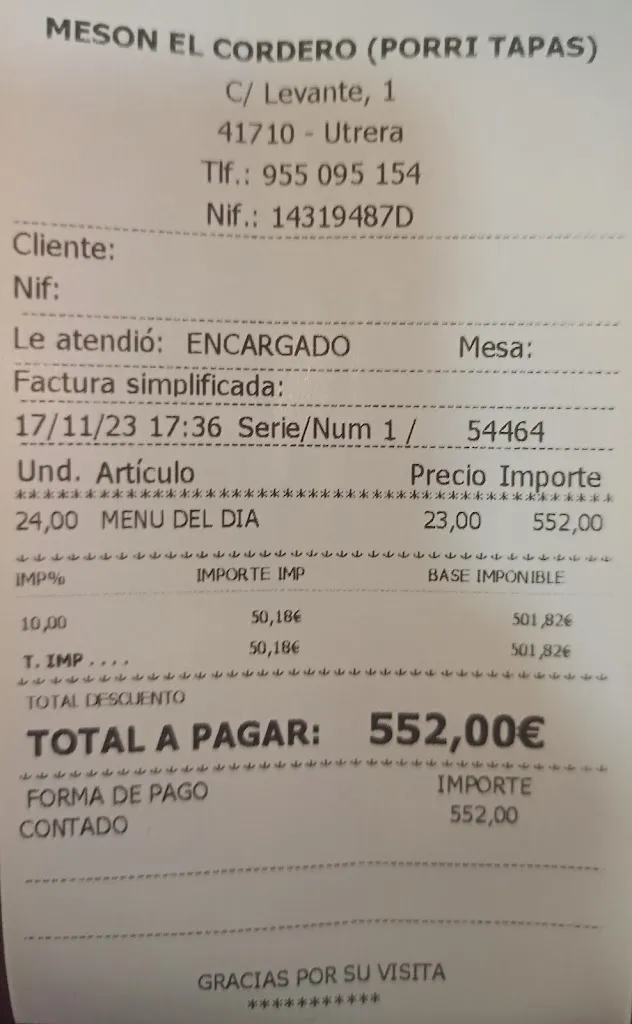 MESON EL CORDERO (PORRI TAPAS)
C/ Levante, 1
41710 - Utrera
Tlf.: 955 095 154
Nif.: 14319487D
Cliente:
Nif:
Le atendió: ENCARGADO Mesa:
Factura simplificada:
17/11/23 17:36 Serie/Num 1 / 54464
Und. Artículo Precio Importe
24,00 MENU DEL DIA 23,00 552,00
IMP% IMPORTE IMP BASE IMPONIBLE
10,00 50,18€ 501,82€
T. IMP . . . . 50,18€ 501,82€
TOTAL DESCUENTO
TOTAL A PAGAR: 552,00€
FORMA DE PAGO IMPORTE
CONTADO 552,00
GRACIAS POR SU VISITA
***********